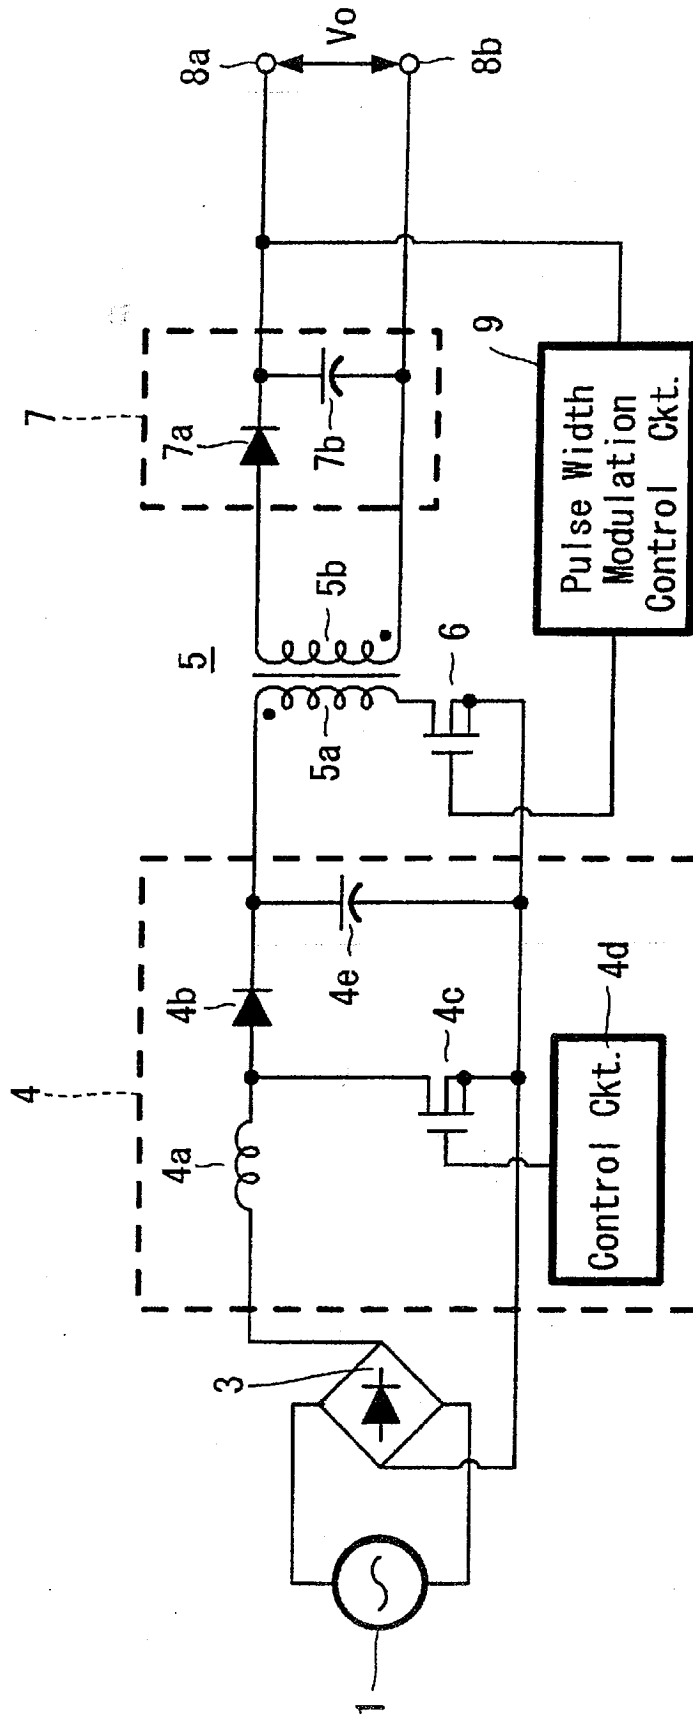 1
3
4
4a
4b
4c
4d
4e
Control Ckt.
5
5a
5b
6
7
7a
7b
8a
8b
Vo
9
Pulse Width
Modulation
Control Ckt.